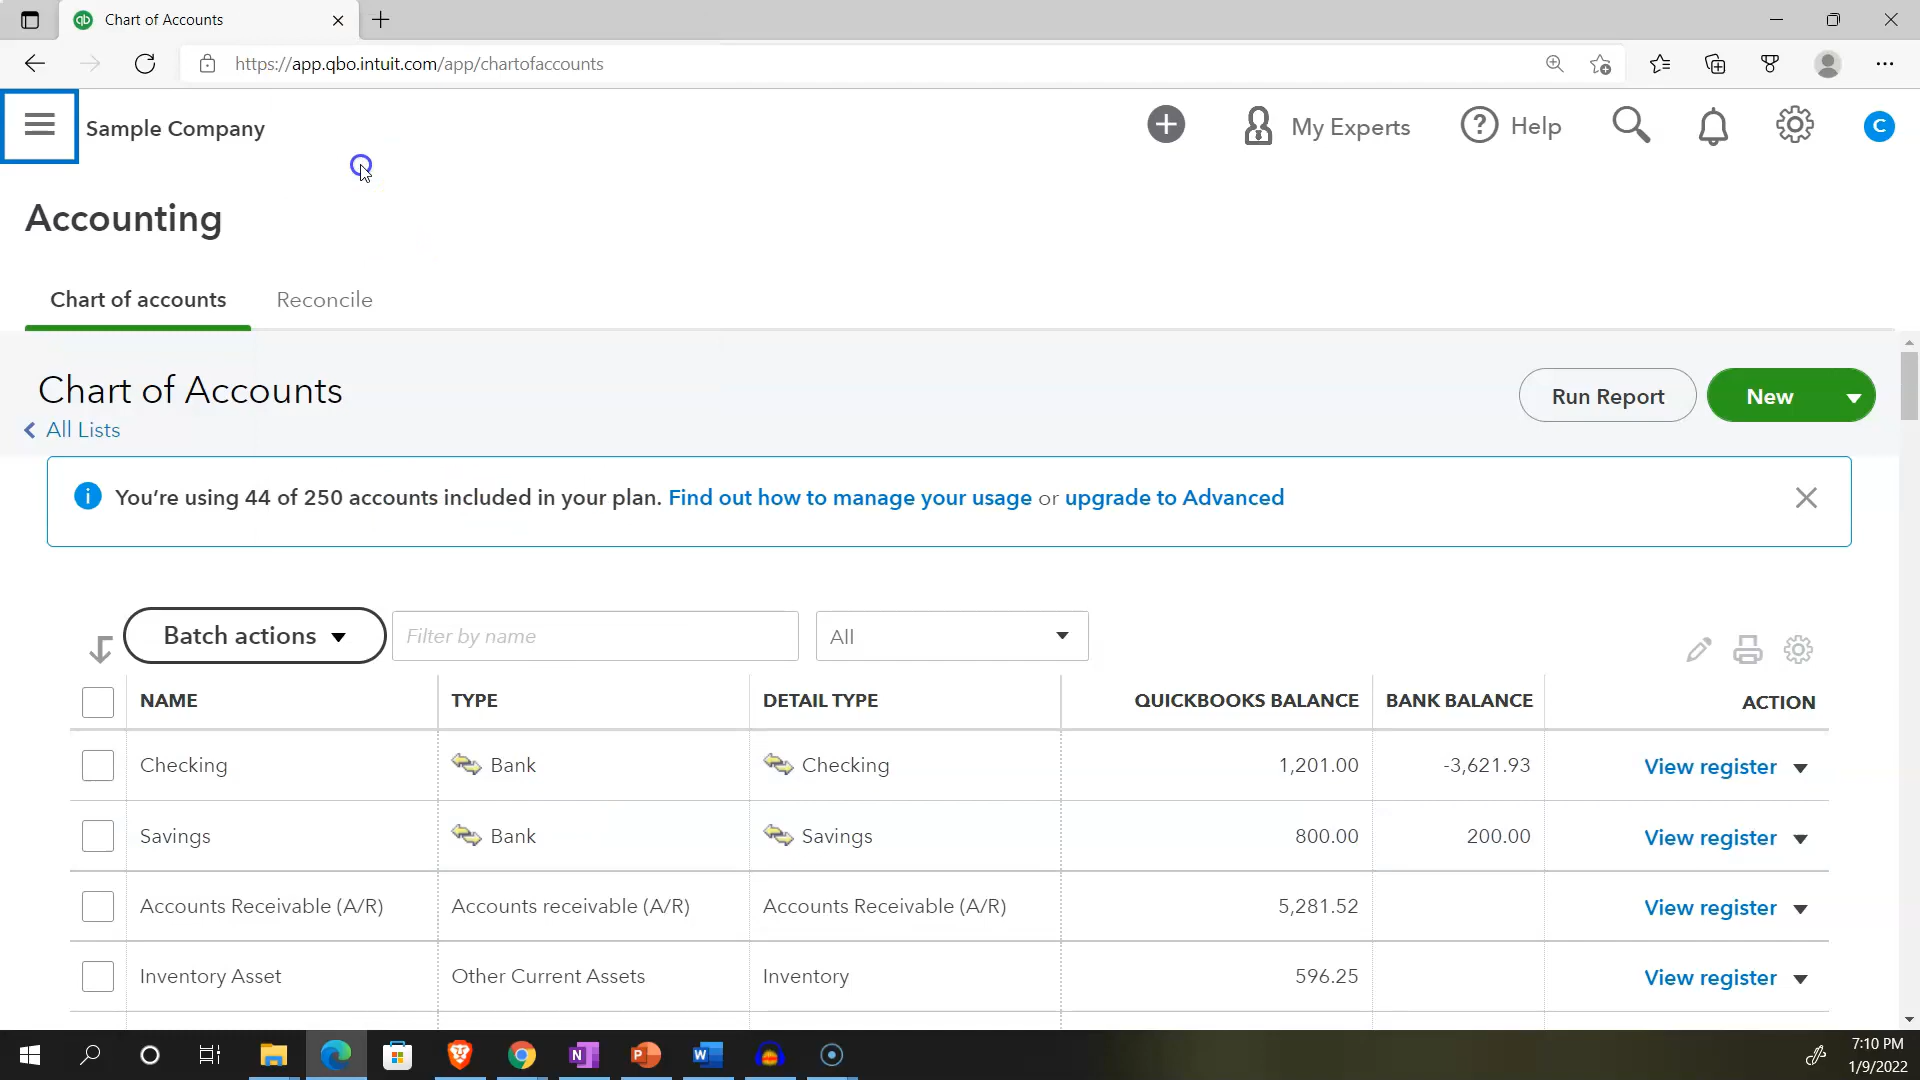 Chart of Accounts
https://app.qbo.intuit.com/app/chartofaccounts
Sample Company
My Experts
Help
C
Accounting
Chart of accounts
Reconcile
Chart of Accounts
All Lists
Run Report
New
You're using 44 of 250 accounts included in your plan. Find out how to manage your usage or upgrade to Advanced
Batch actions
Filter by name
All
NAME TYPE DETAIL TYPE QUICKBOOKS BALANCE BANK BALANCE ACTION
Checking Bank Checking 1,201.00 -3,621.93 View register
Savings Bank Savings 800.00 200.00 View register
Accounts Receivable (A/R) Accounts receivable (A/R) Accounts Receivable (A/R) 5,281.52 View register
Inventory Asset Other Current Assets Inventory 596.25 View register
7:10 PM
1/9/2022